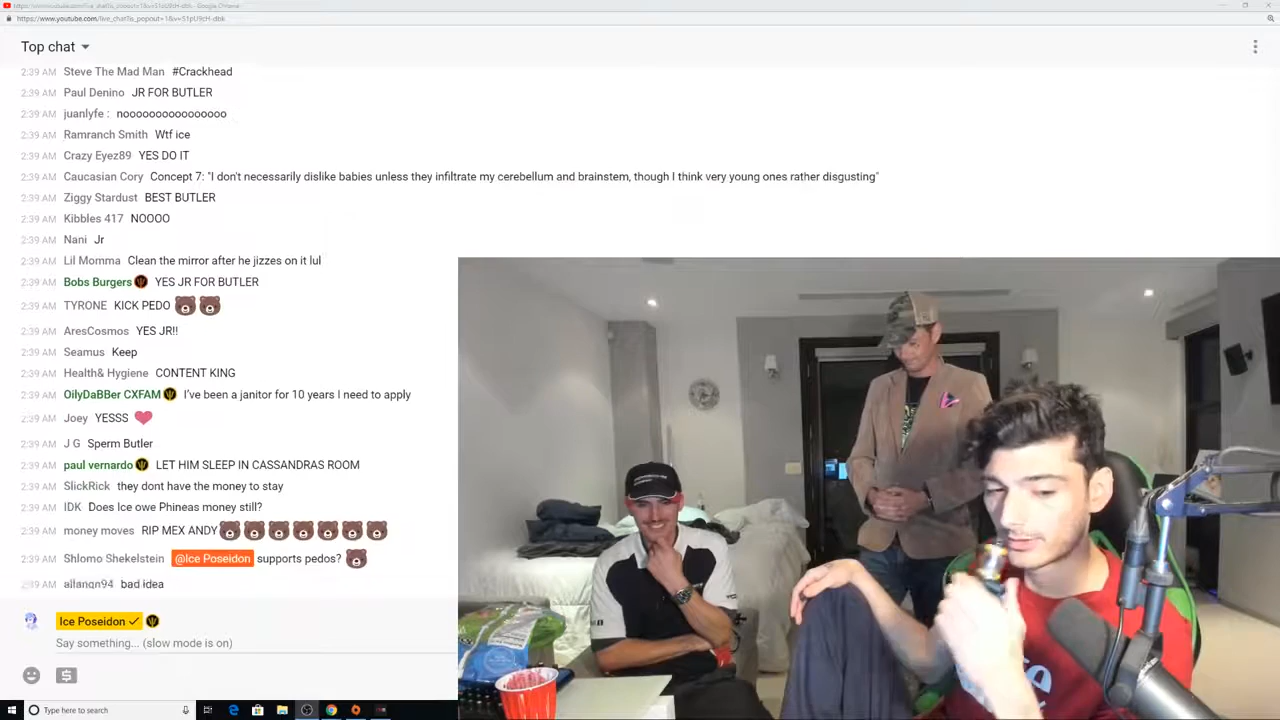 https://www.youtube.com/live_chat?is_popout=1&v=S1pU9cH-dbk
Top chat
2:39 AM Steve The Mad Man #Crackhead
2:39 AM Paul Denino JR FOR BUTLER
2:39 AM juanlyfe : noooooooooooooooo
2:39 AM Ramranch Smith Wtf ice
2:39 AM Crazy Eyez89 YES DO IT
2:39 AM Caucasian Cory Concept 7: "I don't necessarily dislike babies unless they infiltrate my cerebellum and brainstem, though I think very young ones rather disgusting"
2:39 AM Ziggy Stardust BEST BUTLER
2:39 AM Kibbles 417 NOOOO
2:39 AM Nani Jr
2:39 AM Lil Momma Clean the mirror after he jizzes on it lul
2:39 AM Bobs Burgers YES JR FOR BUTLER
2:39 AM TYRONE KICK PEDO
2:39 AM AresCosmos YES JR!!
2:39 AM Seamus Keep
2:39 AM Health& Hygiene CONTENT KING
2:39 AM OilyDaBBer CXFAM I've been a janitor for 10 years I need to apply
2:39 AM Joey YESSS
2:39 AM J G Sperm Butler
2:39 AM paul vernardo LET HIM SLEEP IN CASSANDRAS ROOM
2:39 AM SlickRick they dont have the money to stay
2:39 AM IDK Does Ice owe Phineas money still?
2:39 AM money moves RIP MEX ANDY
2:39 AM Shlomo Shekelstein @Ice Poseidon supports pedos?
2:39 AM allanqn94 bad idea
Ice Poseidon
Say something... (slow mode is on)
Type here to search